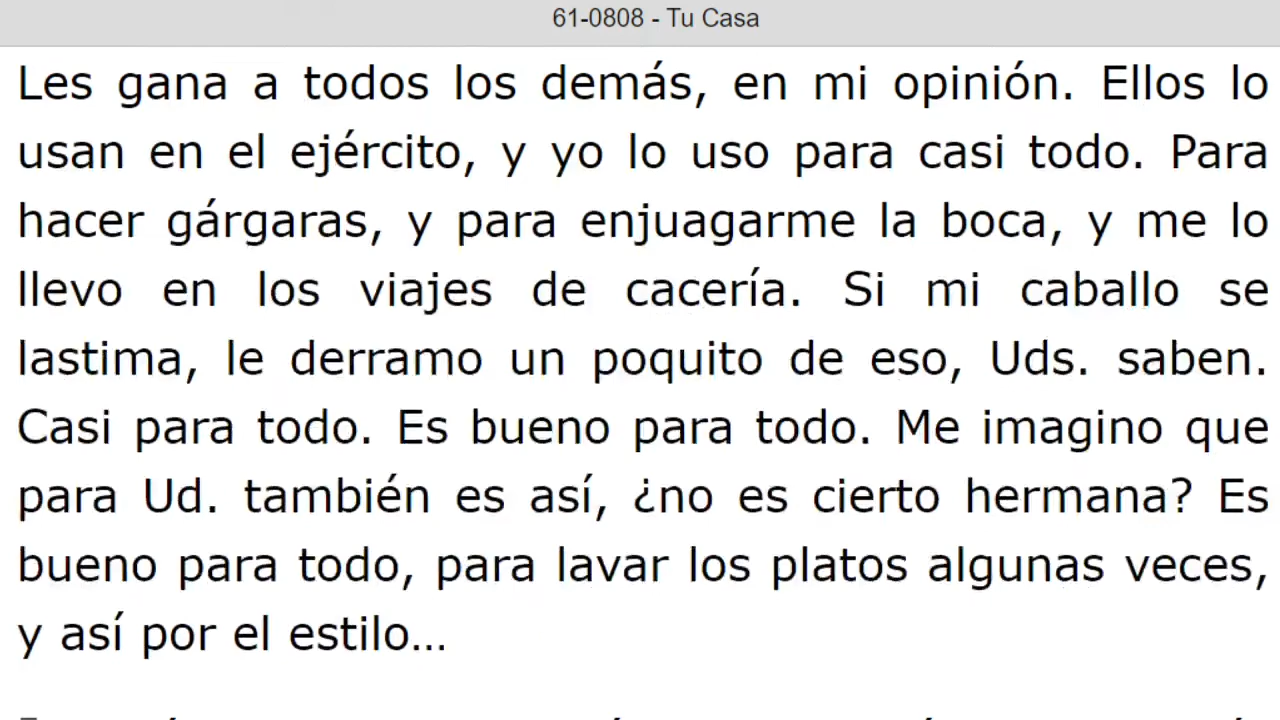 61-0808 - Tu Casa
Les gana a todos los demás, en mi opinión. Ellos lo
usan en el ejército, y yo lo uso para casi todo. Para
hacer gárgaras, y para enjuagarme la boca, y me lo
llevo en los viajes de cacería. Si mi caballo se
lastima, le derramo un poquito de eso, Uds. saben.
Casi para todo. Es bueno para todo. Me imagino que
para Ud. también es así, ¿no es cierto hermana? Es
bueno para todo, para lavar los platos algunas veces,
y así por el estilo...